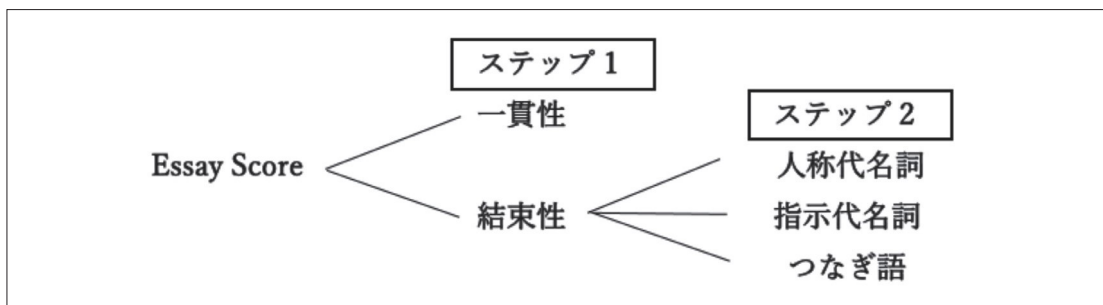 ステップ 1
一貫性
ステップ 2
Essay Score
人称代名詞
結束性
指示代名詞
つなぎ語